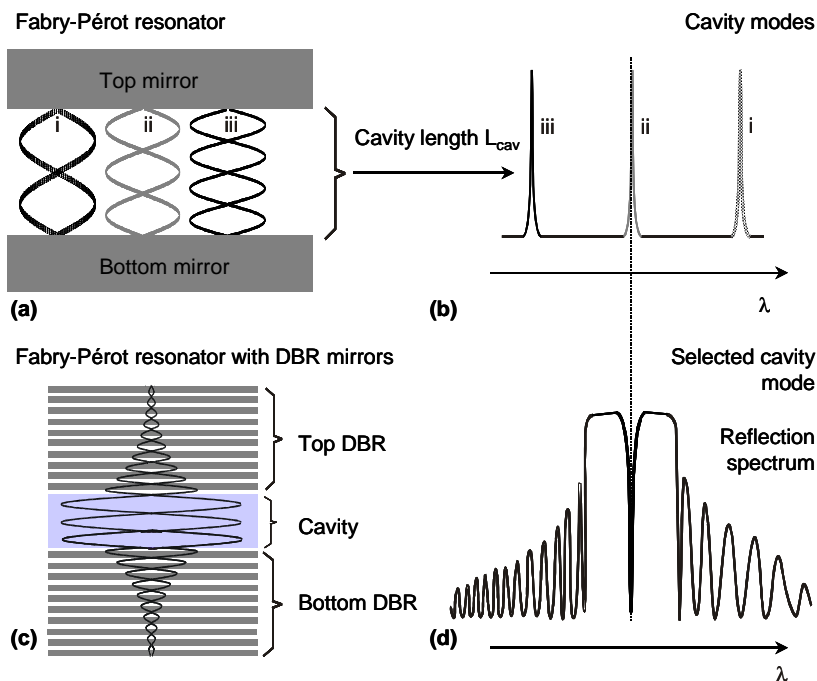 Fabry-Pérot resonator
Top mirror
i
ii
iii
Bottom mirror
(a)
Cavity length L_cav
Cavity modes
iii
ii
i
(b)
λ
Fabry-Pérot resonator with DBR mirrors
Top DBR
Cavity
Bottom DBR
(c)
Selected cavity
mode
Reflection
spectrum
(d)
λ